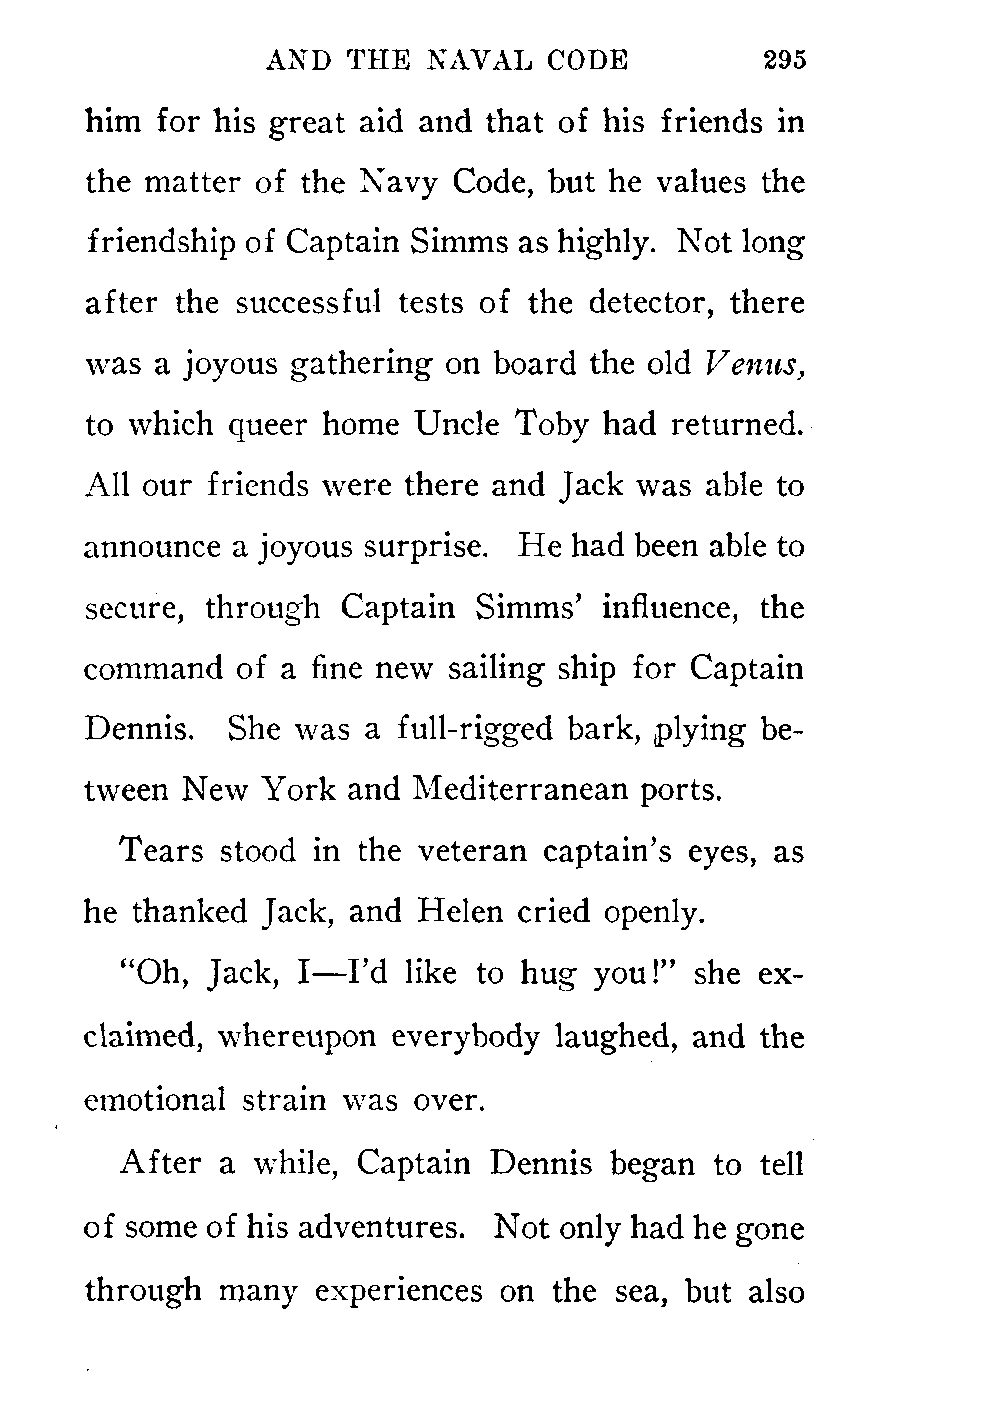 AND THE NAVAL CODE 295
him for his great aid and that of his friends in
the matter of the Navy Code, but he values the
friendship of Captain Simms as highly. Not long
after the successful tests of the detector, there
was a joyous gathering on board the old Venus,
to which queer home Uncle Toby had returned.
All our friends were there and Jack was able to
announce a joyous surprise. He had been able to
secure, through Captain Simms’ influence, the
command of a fine new sailing ship for Captain
Dennis. She was a full-rigged bark, plying be-
tween New York and Mediterranean ports.
Tears stood in the veteran captain’s eyes, as
he thanked Jack, and Helen cried openly.
“Oh, Jack, I—I’d like to hug you!” she ex-
claimed, whereupon everybody laughed, and the
emotional strain was over.
After a while, Captain Dennis began to tell
of some of his adventures. Not only had he gone
through many experiences on the sea, but also